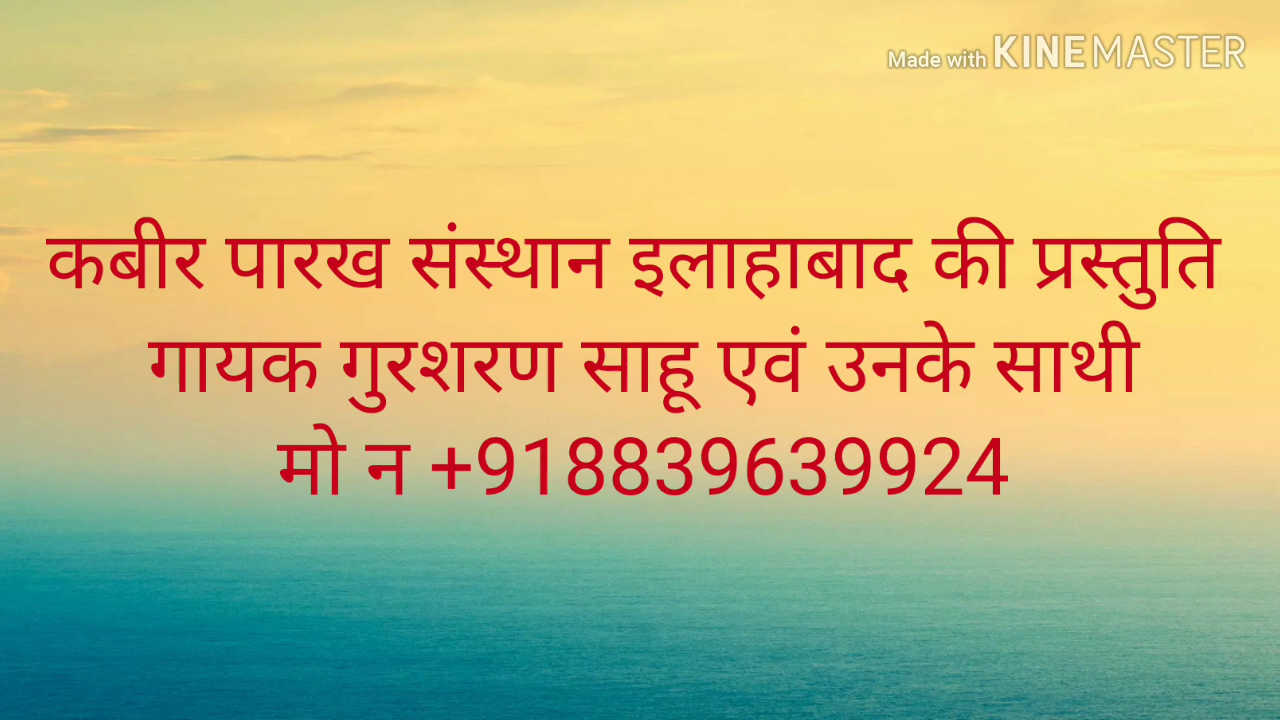 Made with KINEMASTER
कबीर पारख संस्थान इलाहाबाद की प्रस्तुति
गायक गुरशरण साहू एवं उनके साथी
मो न +918839639924